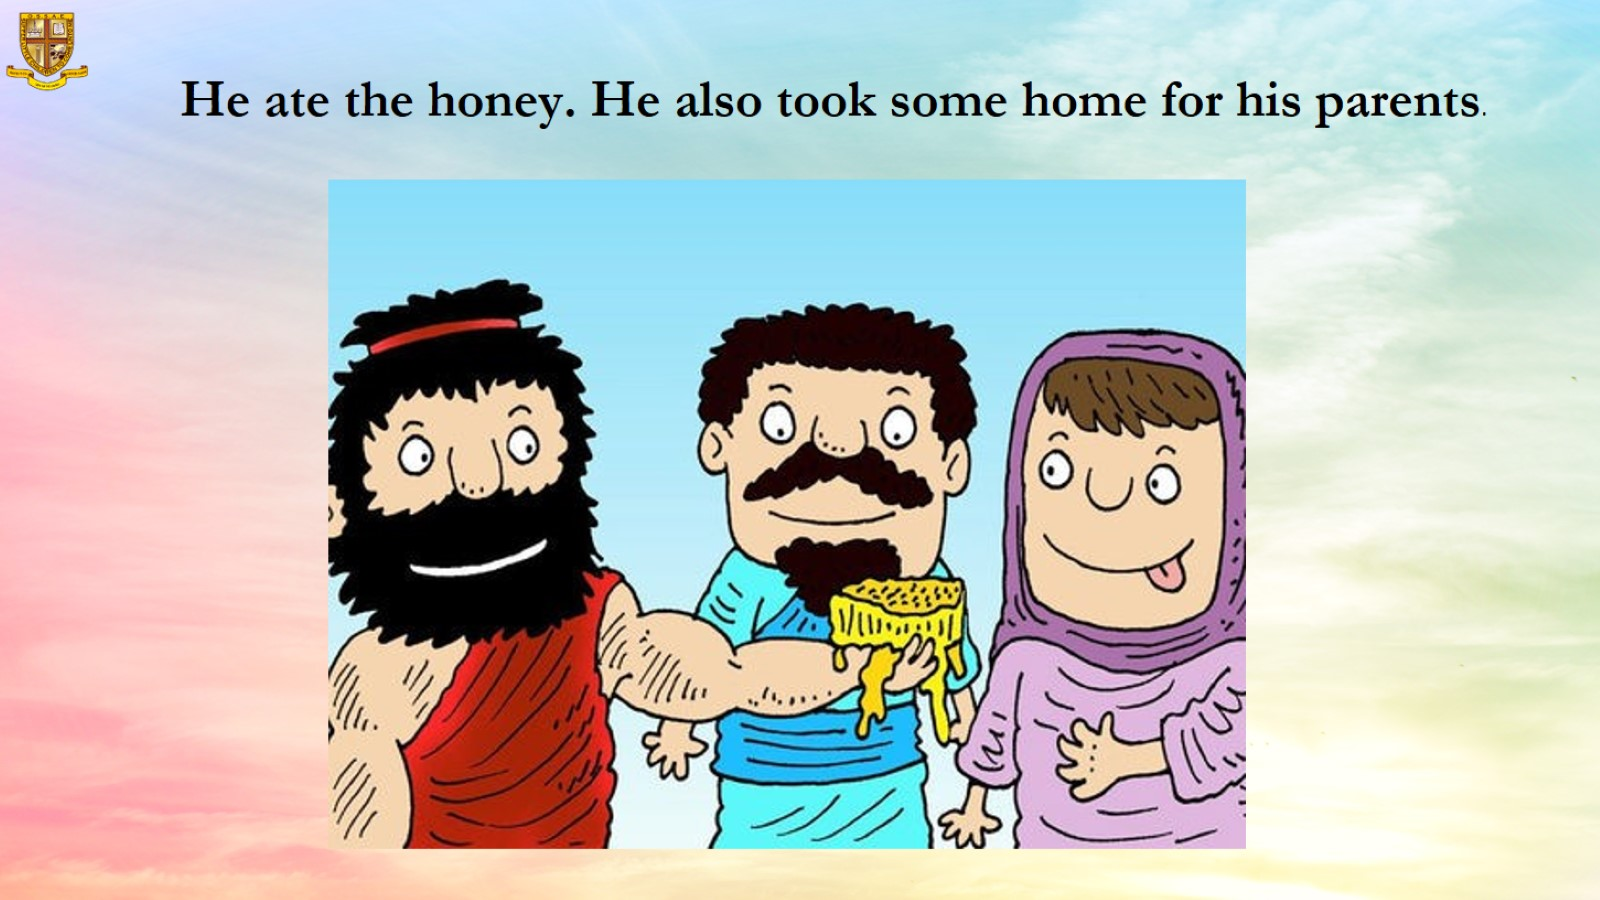 He ate the honey. He also took some home for his parents.